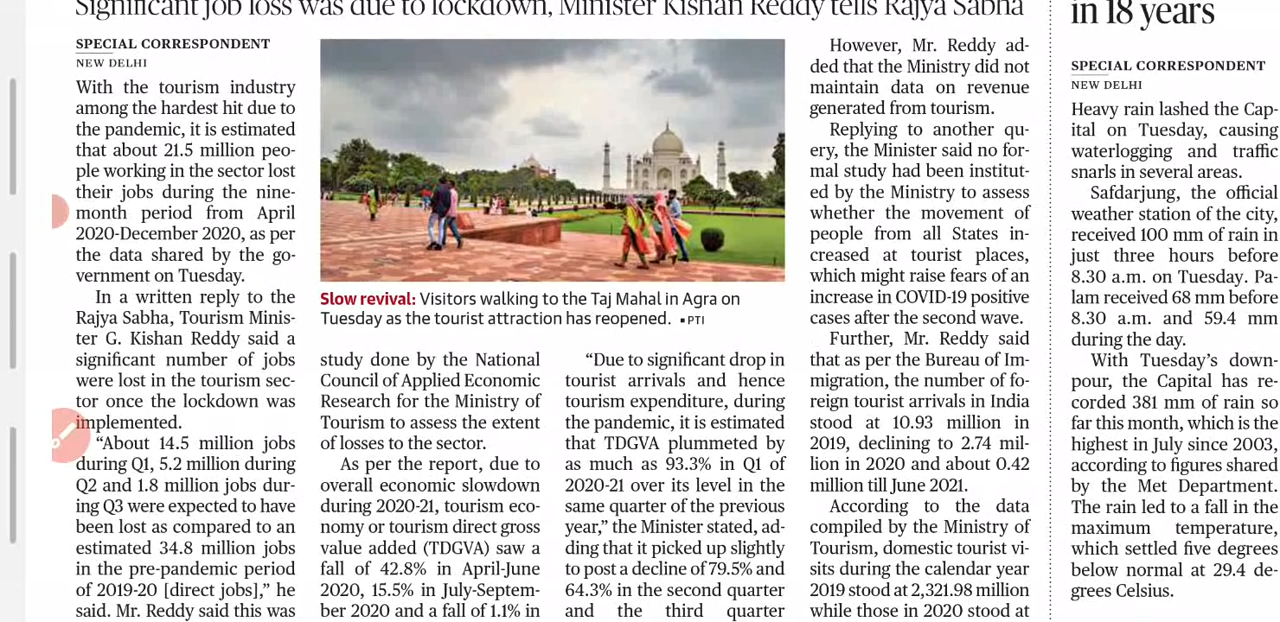 Significant job loss was due to lockdown, Minister Kishan Reddy tells Rajya Sabha
SPECIAL CORRESPONDENT
NEW DELHI
With the tourism industry
among the hardest hit due to
the pandemic, it is estimated
that about 21.5 million peo-
ple working in the sector lost
their jobs during the nine-
month period from April
2020-December 2020, as per
the data shared by the go-
vernment on Tuesday.
In a written reply to the
Rajya Sabha, Tourism Minis-
ter G. Kishan Reddy said a
significant number of jobs
were lost in the tourism sec-
tor once the lockdown was
implemented.
“About 14.5 million jobs
during Q1, 5.2 million during
Q2 and 1.8 million jobs dur-
ing Q3 were expected to have
been lost as compared to an
estimated 34.8 million jobs
in the pre-pandemic period
of 2019-20 [direct jobs],” he
said. Mr. Reddy said this was
Slow revival: Visitors walking to the Taj Mahal in Agra on
Tuesday as the tourist attraction has reopened. ▪PTI
study done by the National
Council of Applied Economic
Research for the Ministry of
Tourism to assess the extent
of losses to the sector.
As per the report, due to
overall economic slowdown
during 2020-21, tourism eco-
nomy or tourism direct gross
value added (TDGVA) saw a
fall of 42.8% in April-June
2020, 15.5% in July-Septem-
ber 2020 and a fall of 1.1% in
“Due to significant drop in
tourist arrivals and hence
tourism expenditure, during
the pandemic, it is estimated
that TDGVA plummeted by
as much as 93.3% in Q1 of
2020-21 over its level in the
same quarter of the previous
year,” the Minister stated, ad-
ding that it picked up slightly
to post a decline of 79.5% and
64.3% in the second quarter
and the third quarter
However, Mr. Reddy ad-
ded that the Ministry did not
maintain data on revenue
generated from tourism.
Replying to another qu-
ery, the Minister said no for-
mal study had been institut-
ed by the Ministry to assess
whether the movement of
people from all States in-
creased at tourist places,
which might raise fears of an
increase in COVID-19 positive
cases after the second wave.
Further, Mr. Reddy said
that as per the Bureau of Im-
migration, the number of fo-
reign tourist arrivals in India
stood at 10.93 million in
2019, declining to 2.74 mil-
lion in 2020 and about 0.42
million till June 2021.
According to the data
compiled by the Ministry of
Tourism, domestic tourist vi-
sits during the calendar year
2019 stood at 2,321.98 million
while those in 2020 stood at
in 18 years
SPECIAL CORRESPONDENT
NEW DELHI
Heavy rain lashed the Cap-
ital on Tuesday, causing
waterlogging and traffic
snarls in several areas.
Safdarjung, the official
weather station of the city,
received 100 mm of rain in
just three hours before
8.30 a.m. on Tuesday. Pa-
lam received 68 mm before
8.30 a.m. and 59.4 mm
during the day.
With Tuesday’s down-
pour, the Capital has re-
corded 381 mm of rain so
far this month, which is the
highest in July since 2003,
according to figures shared
by the Met Department.
The rain led to a fall in the
maximum temperature,
which settled five degrees
below normal at 29.4 de-
grees Celsius.